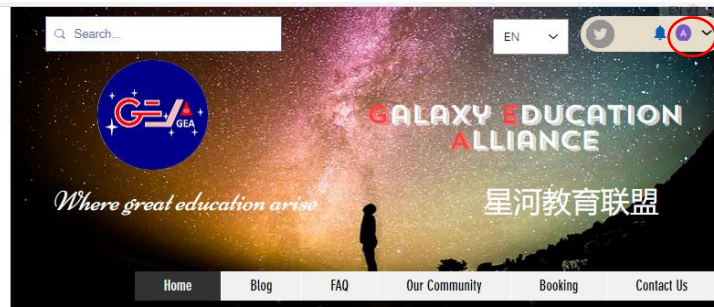 Search...
EN
A
GEA
GEA
GALAXY EDUCATION
ALLIANCE
Where great education arise
星河教育联盟
Home
Blog
FAQ
Our Community
Booking
Contact Us